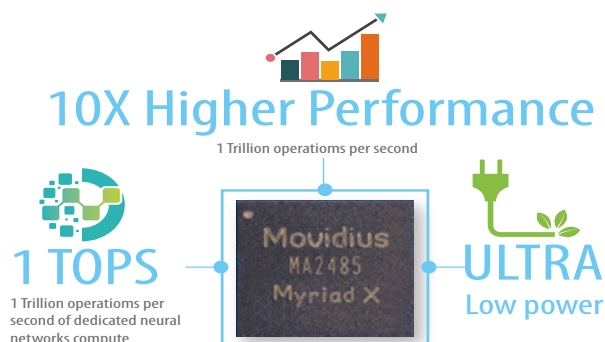 10X Higher Performance
1 Trillion operatioms per second
Movidius
MA2485
Myriad X
1 TOPS
1 Trillion operatioms per
second of dedicated neural
networks compute
ULTRA
Low power